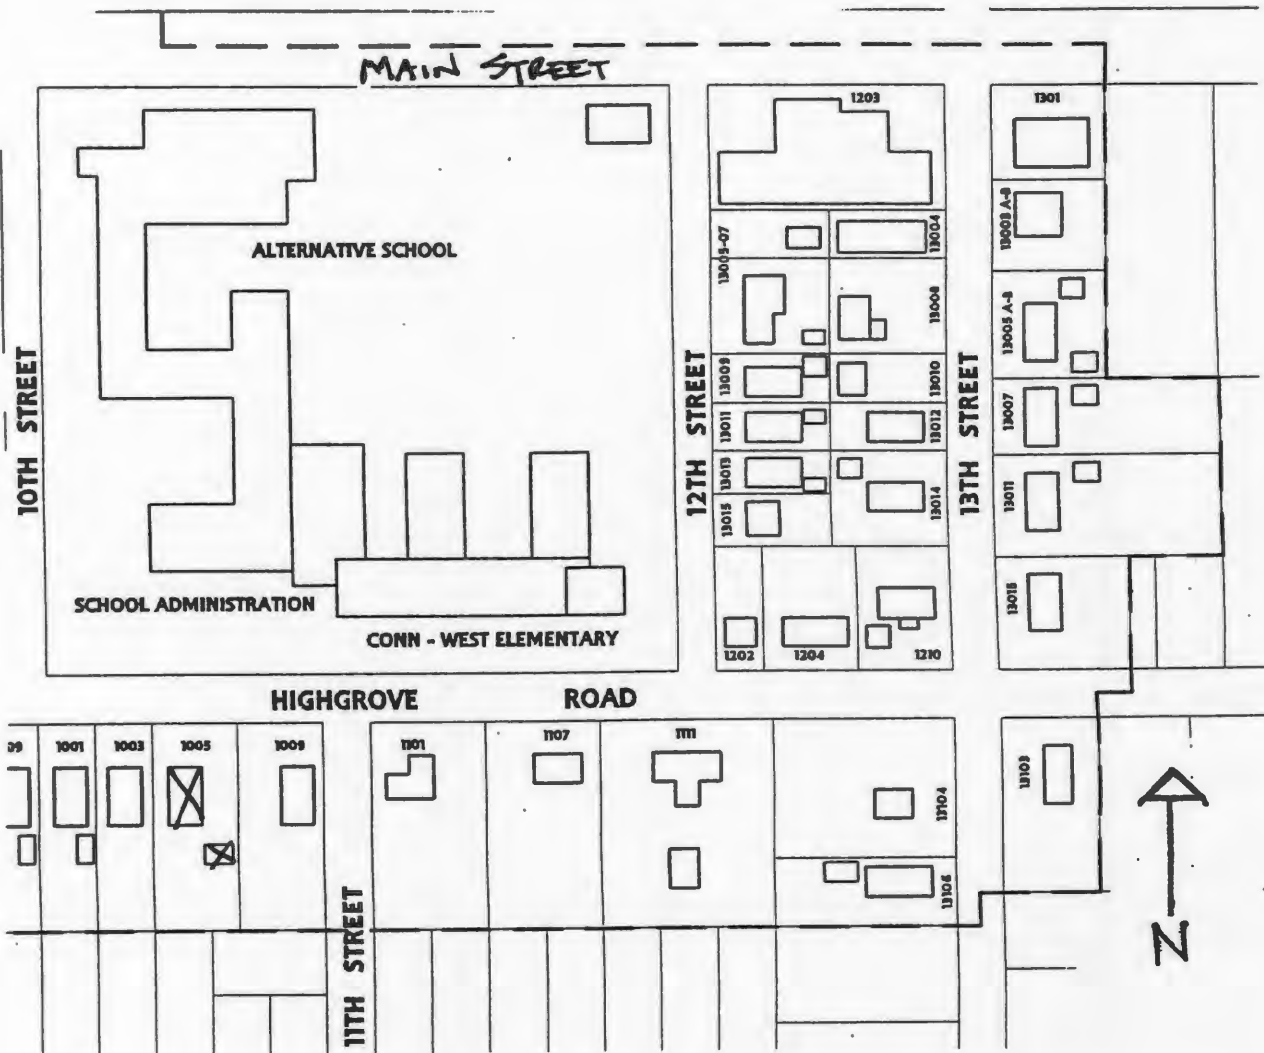 MAIN STREET
1203
1301
13003 A-B
13004
13005-07
ALTERNATIVE SCHOOL
13008
13005 A-B
10TH STREET
12TH STREET
13TH STREET
13009
13010
13007
13011
13012
13013
13014
13011
13015
13015
SCHOOL ADMINISTRATION
CONN - WEST ELEMENTARY
1202
1204
1210
HIGHGROVE ROAD
09
1001
1003
1005
1009
1101
1107
1111
13103
13104
13106
11TH STREET
N